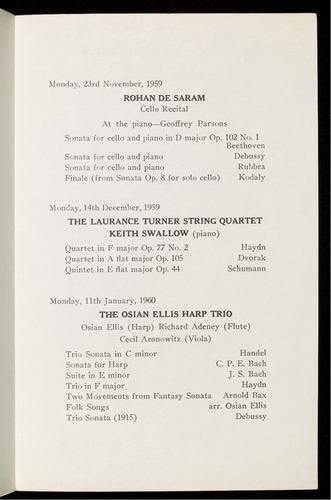 Monday, 23rd November, 1959
ROHAN DE SARAM
Cello Recital
At the piano—Geoffrey Parsons
Sonata for cello and piano in D major Op. 102 No. 1
Beethoven
Sonata for cello and piano Debussy
Sonata for cello and piano Rubbra
Finale (from Sonata Op. 8 for solo cello) Kodaly
Monday, 14th December, 1959
THE LAURANCE TURNER STRING QUARTET
KEITH SWALLOW (piano)
Quartet in F major Op. 77 No. 2 Haydn
Quartet in A flat major Op. 105 Dvorak
Quintet in E flat major Op. 44 Schumann
Monday, 11th January, 1960
THE OSIAN ELLIS HARP TRIO
Osian Ellis (Harp) Richard Adeney (Flute)
Cecil Aronowitz (Viola)
Trio Sonata in C minor Handel
Sonata for Harp C. P. E. Bach
Suite in E minor J. S. Bach
Trio in F major Haydn
Two Movements from Fantasy Sonata Arnold Bax
Folk Songs arr. Osian Ellis
Trio Sonata (1915) Debussy